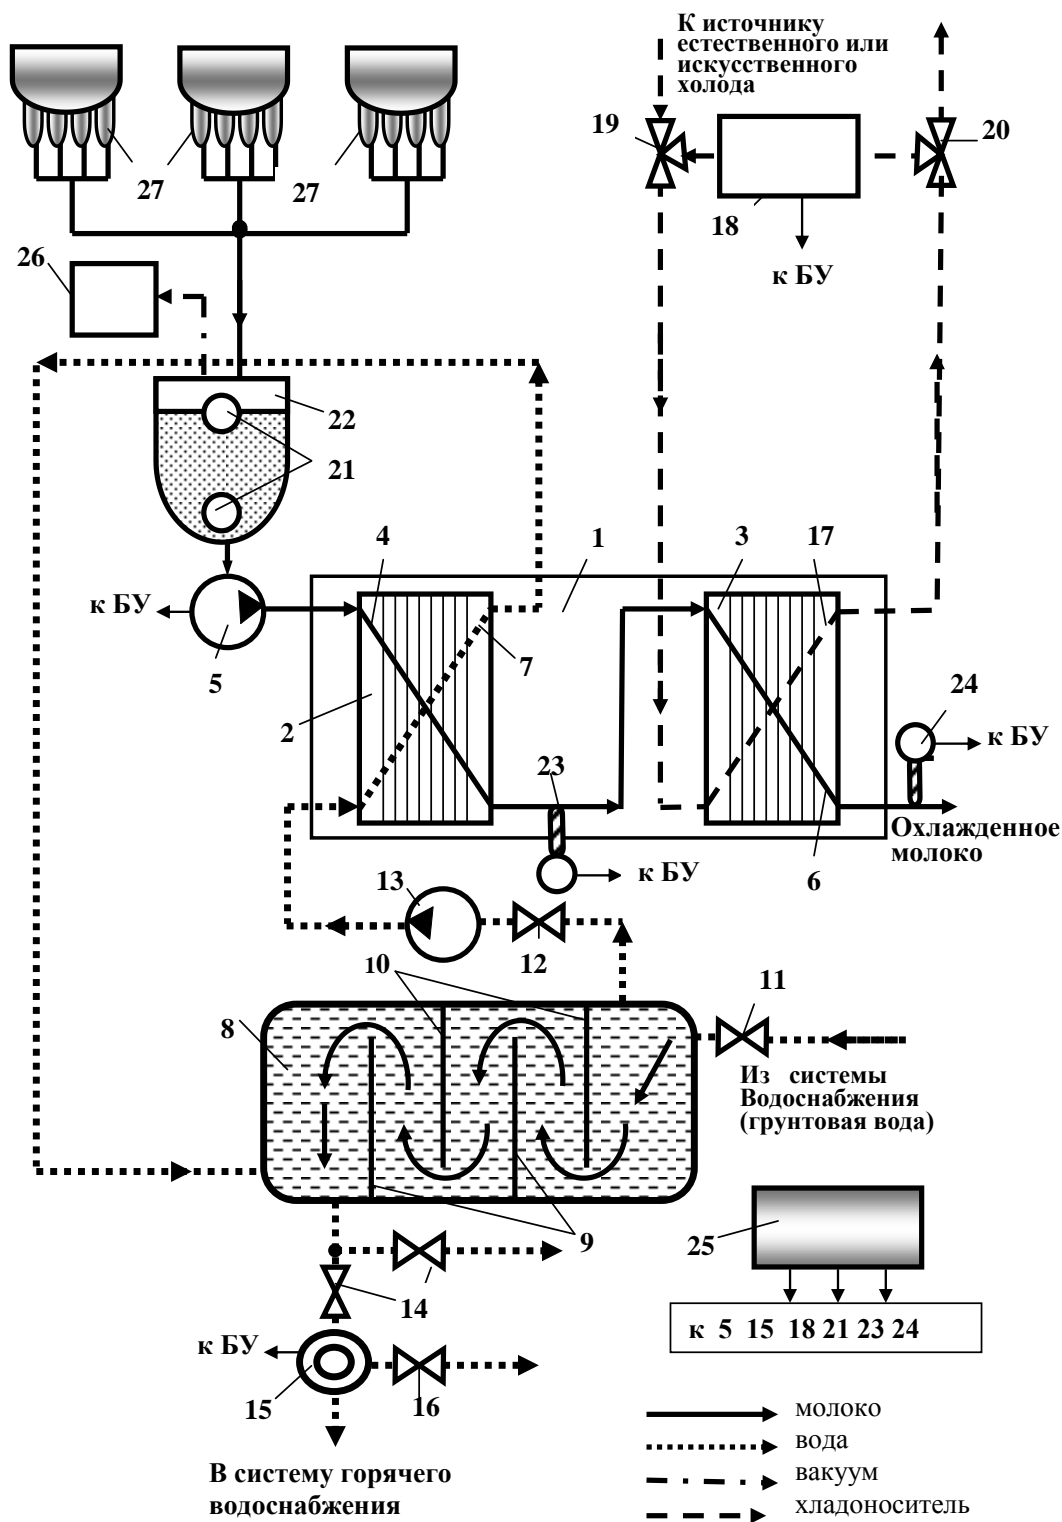 К источнику
естественного или
искусственного
холода
19
20
27
27
18
26
к БУ
22
21
4
1
3
17
к БУ
5
7
2
24
к БУ
23
Охлажденное
молоко
к БУ
6
13
12
10
11
8
Из системы
Водоснабжения
(грунтовая вода)
9
25
14
к 5 15 18 21 23 24
к БУ
15
16
молоко
вода
вакуум
хладоноситель
В систему горячего
водоснабжения